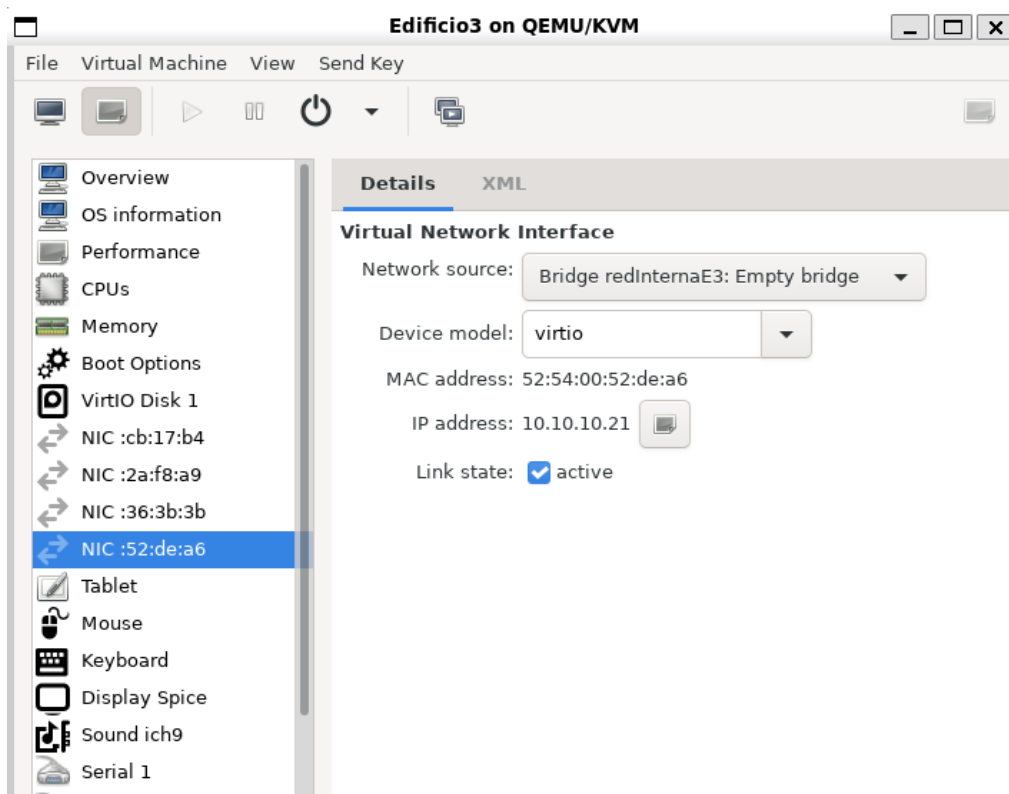 Edificio3 on QEMU/KVM
File Virtual Machine View Send Key
Overview
OS information
Performance
CPUs
Memory
Boot Options
VirtIO Disk 1
NIC :cb:17:b4
NIC :2a:f8:a9
NIC :36:3b:3b
NIC :52:de:a6
Tablet
Mouse
Keyboard
Display Spice
Sound ich9
Serial 1
Details XML
Virtual Network Interface
Network source: Bridge redInternaE3: Empty bridge
Device model: virtio
MAC address: 52:54:00:52:de:a6
IP address: 10.10.10.21
Link state: active